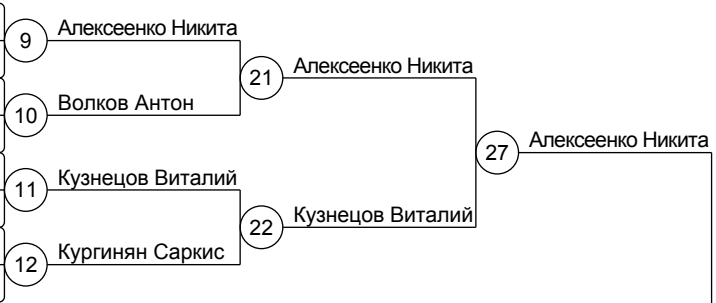 Алексеенко Никита
9
21
Алексеенко Никита
10
Волков Антон
27
Алексеенко Никита
11
Кузнецов Виталий
22
Кузнецов Виталий
12
Кургинян Саркис